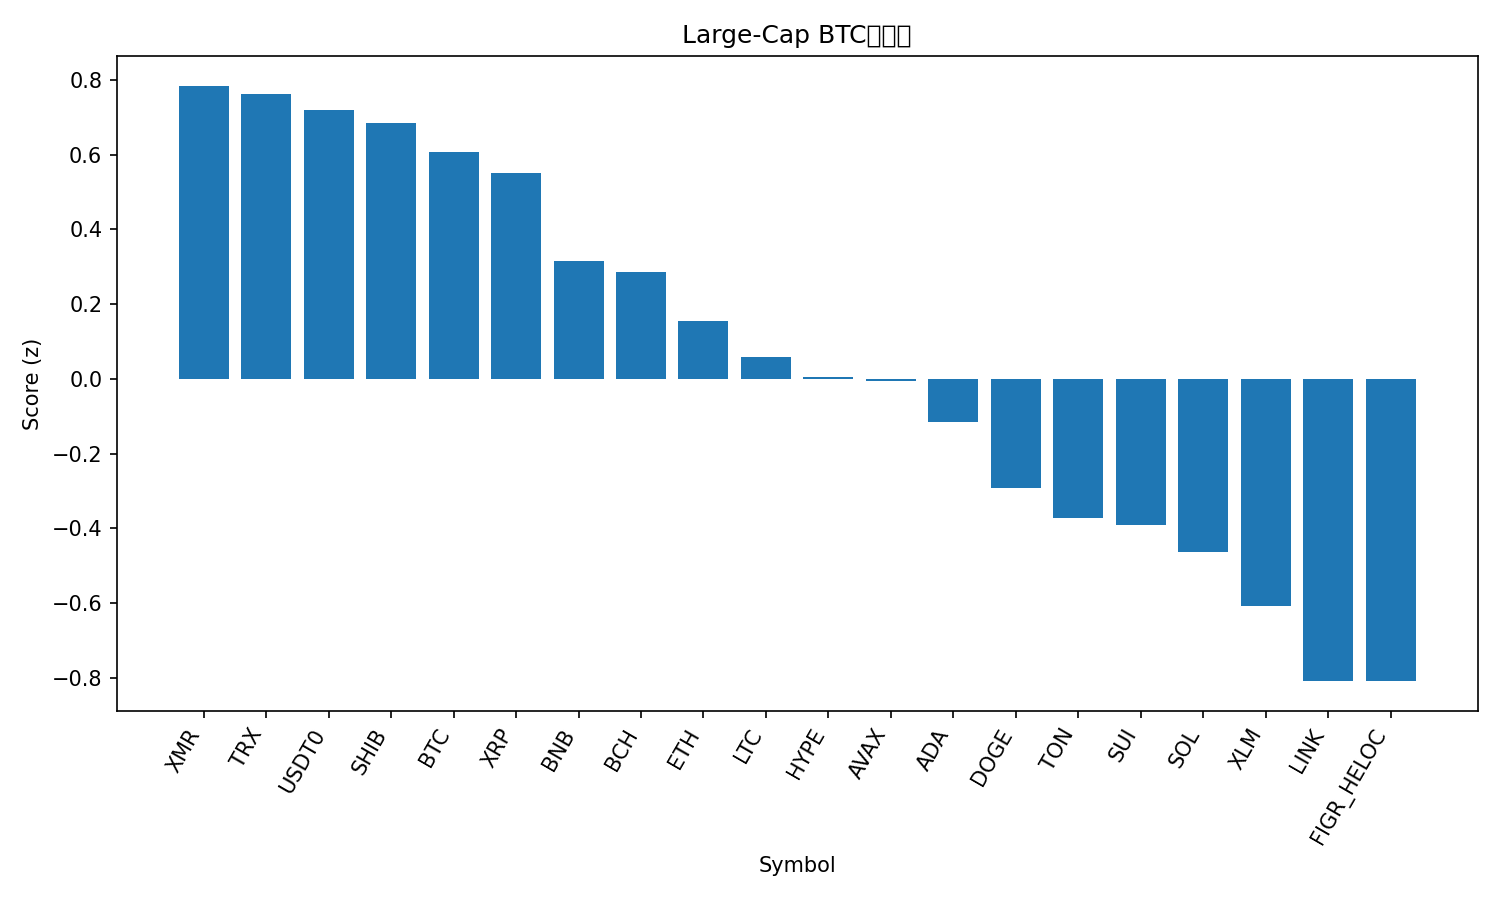 Large-Cap BTC
Score (z)
0.8
0.6
0.4
0.2
0.0
−0.2
−0.4
−0.6
−0.8
XMR
TRX
USDT0
SHIB
BTC
XRP
BNB
BCH
ETH
LTC
HYPE
AVAX
ADA
DOGE
TON
SUI
SOL
XLM
LINK
FIGR_HELOC
Symbol